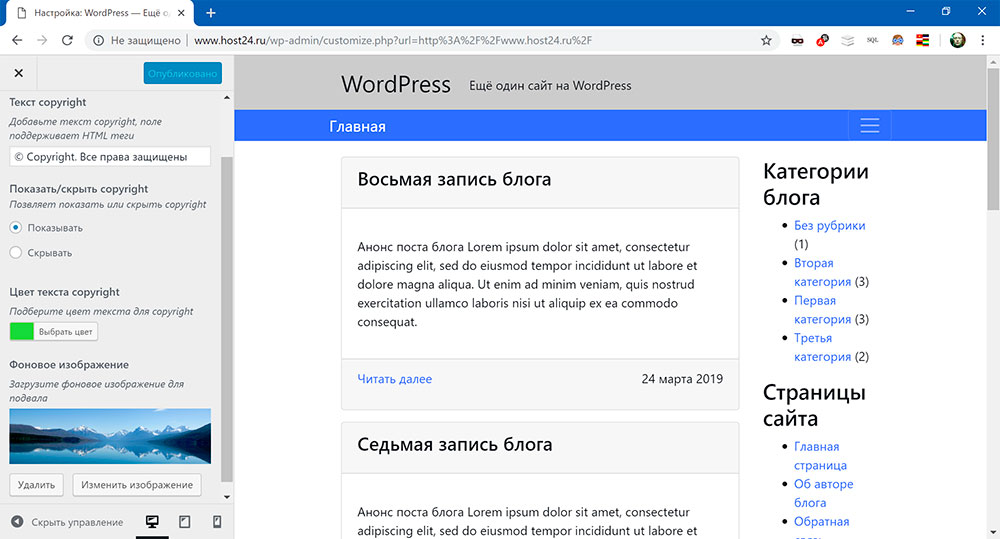 Настройка: WordPress — Ещё од
Не защищено
www.host24.ru/wp-admin/customize.php?url=http%3A%2F%2Fwww.host24.ru%2F
SQL
Опубликовано
Текст copyright
Добавьте текст copyright, поле
поддерживает HTML теги
© Copyright. Все права защищены
Показать/скрыть copyright
Позвляет показать или скрыть copyright
Показывать
Скрывать
Цвет текста copyright
Подберите цвет текста для copyright
Выбрать цвет
Фоновое изображение
Загрузите фоновое изображение для
подвала
Удалить
Изменить изображение
Скрыть управление
WordPress
Ещё один сайт на WordPress
Главная
Восьмая запись блога
Анонс поста блога Lorem ipsum dolor sit amet, consectetur
adipiscing elit, sed do eiusmod tempor incididunt ut labore et
dolore magna aliqua. Ut enim ad minim veniam, quis nostrud
exercitation ullamco laboris nisi ut aliquip ex ea commodo
consequat.
Читать далее
24 марта 2019
Седьмая запись блога
Анонс поста блога Lorem ipsum dolor sit amet, consectetur
adipiscing elit, sed do eiusmod tempor incididunt ut labore et
Категории
блога
Без рубрики
(1)
Вторая
категория (3)
Первая
категория (3)
Третья
категория (2)
Страницы
сайта
Главная
страница
Об авторе
блога
Обратная